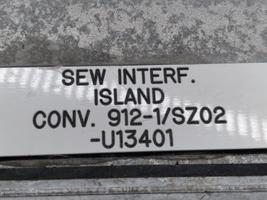 SEW INTERF.
ISLAND
CONV. 912-1/SZ02
-U13401